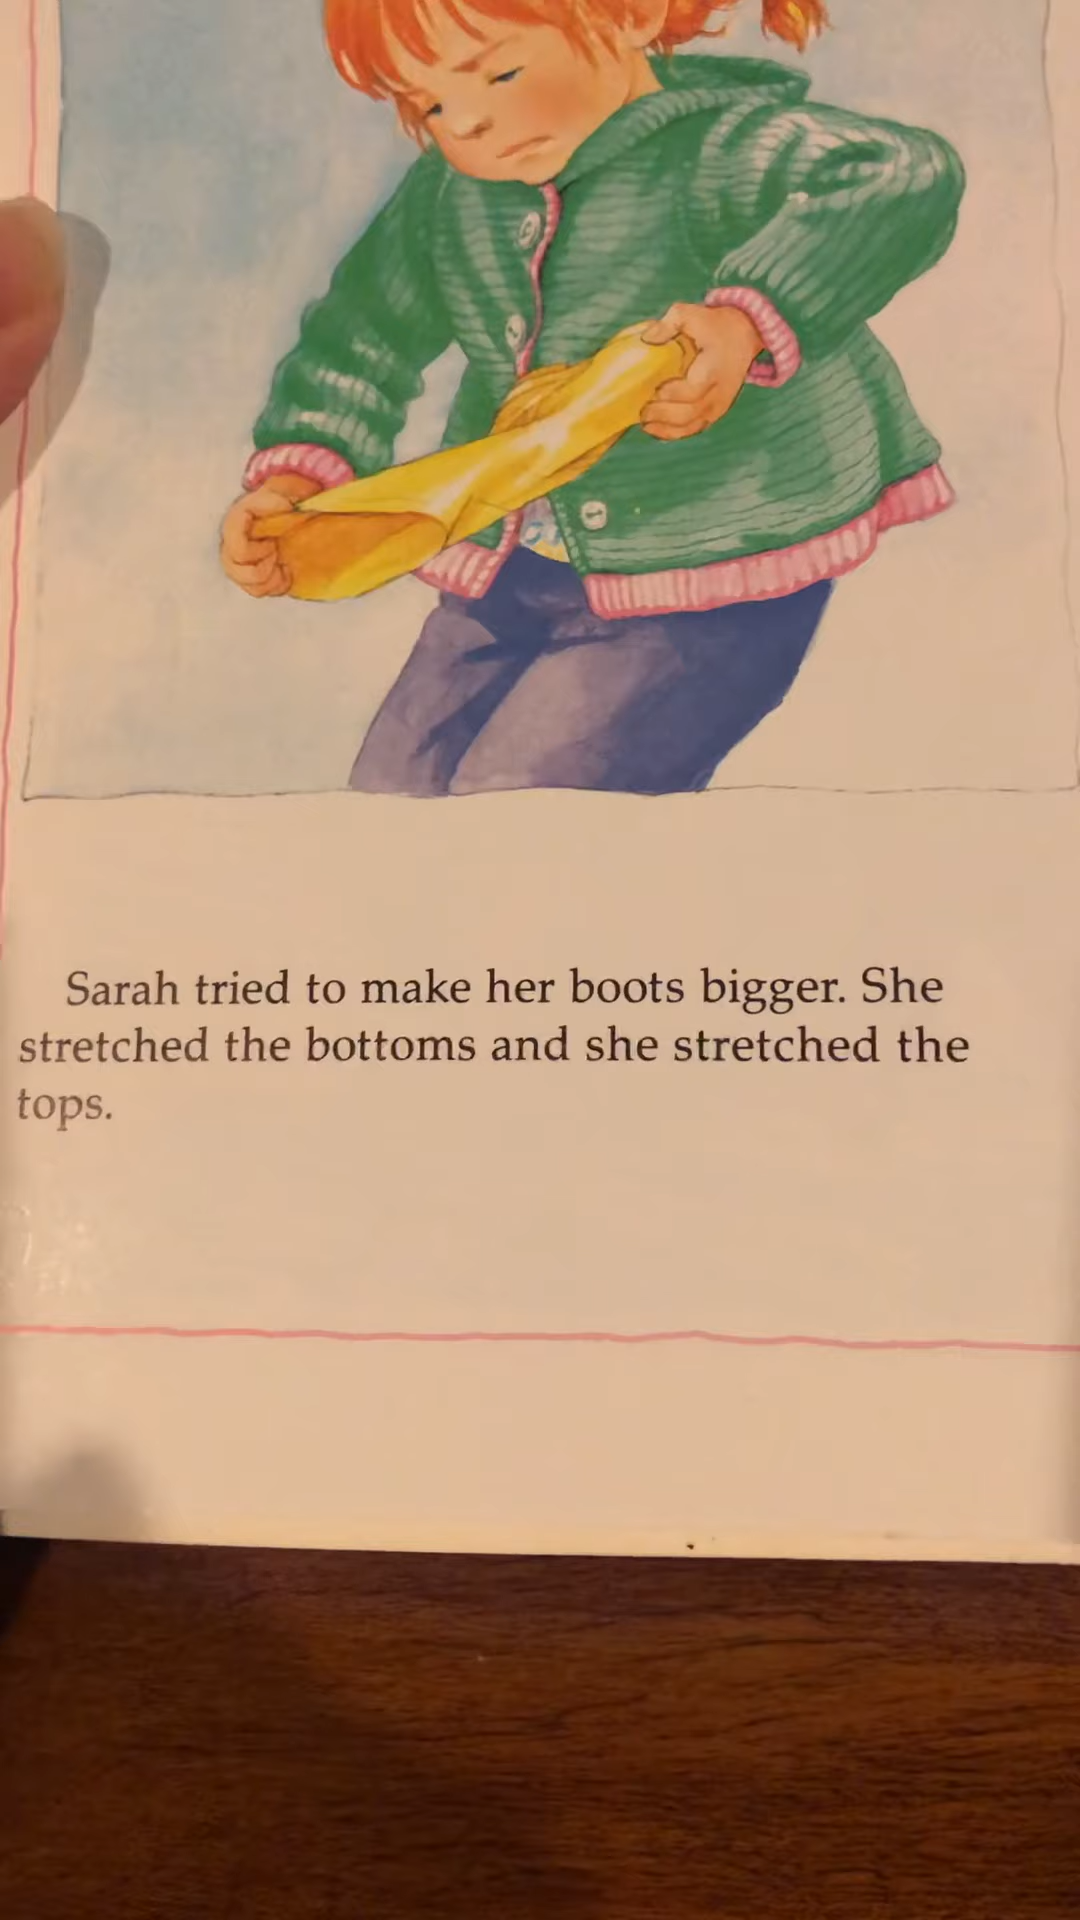 Sarah tried to make her boots bigger. She
stretched the bottoms and she stretched the
tops.